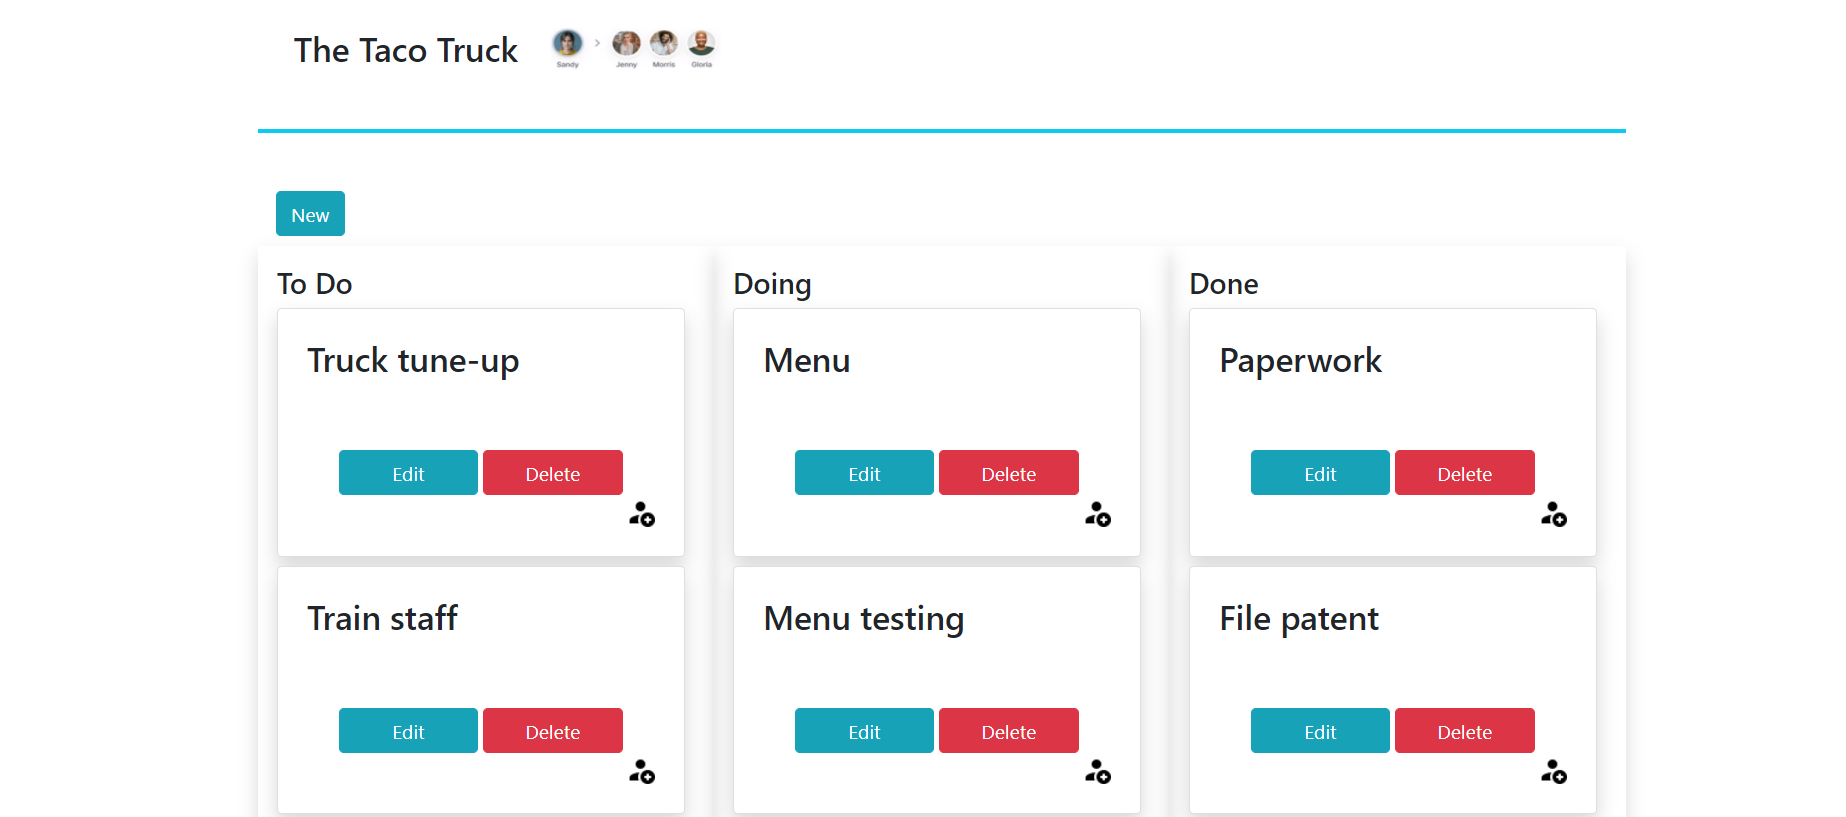 The Taco Truck
Sandy > Jenny Morris Gloria
New
To Do
Truck tune-up
Edit Delete
Train staff
Edit Delete
Doing
Menu
Edit Delete
Menu testing
Edit Delete
Done
Paperwork
Edit Delete
File patent
Edit Delete